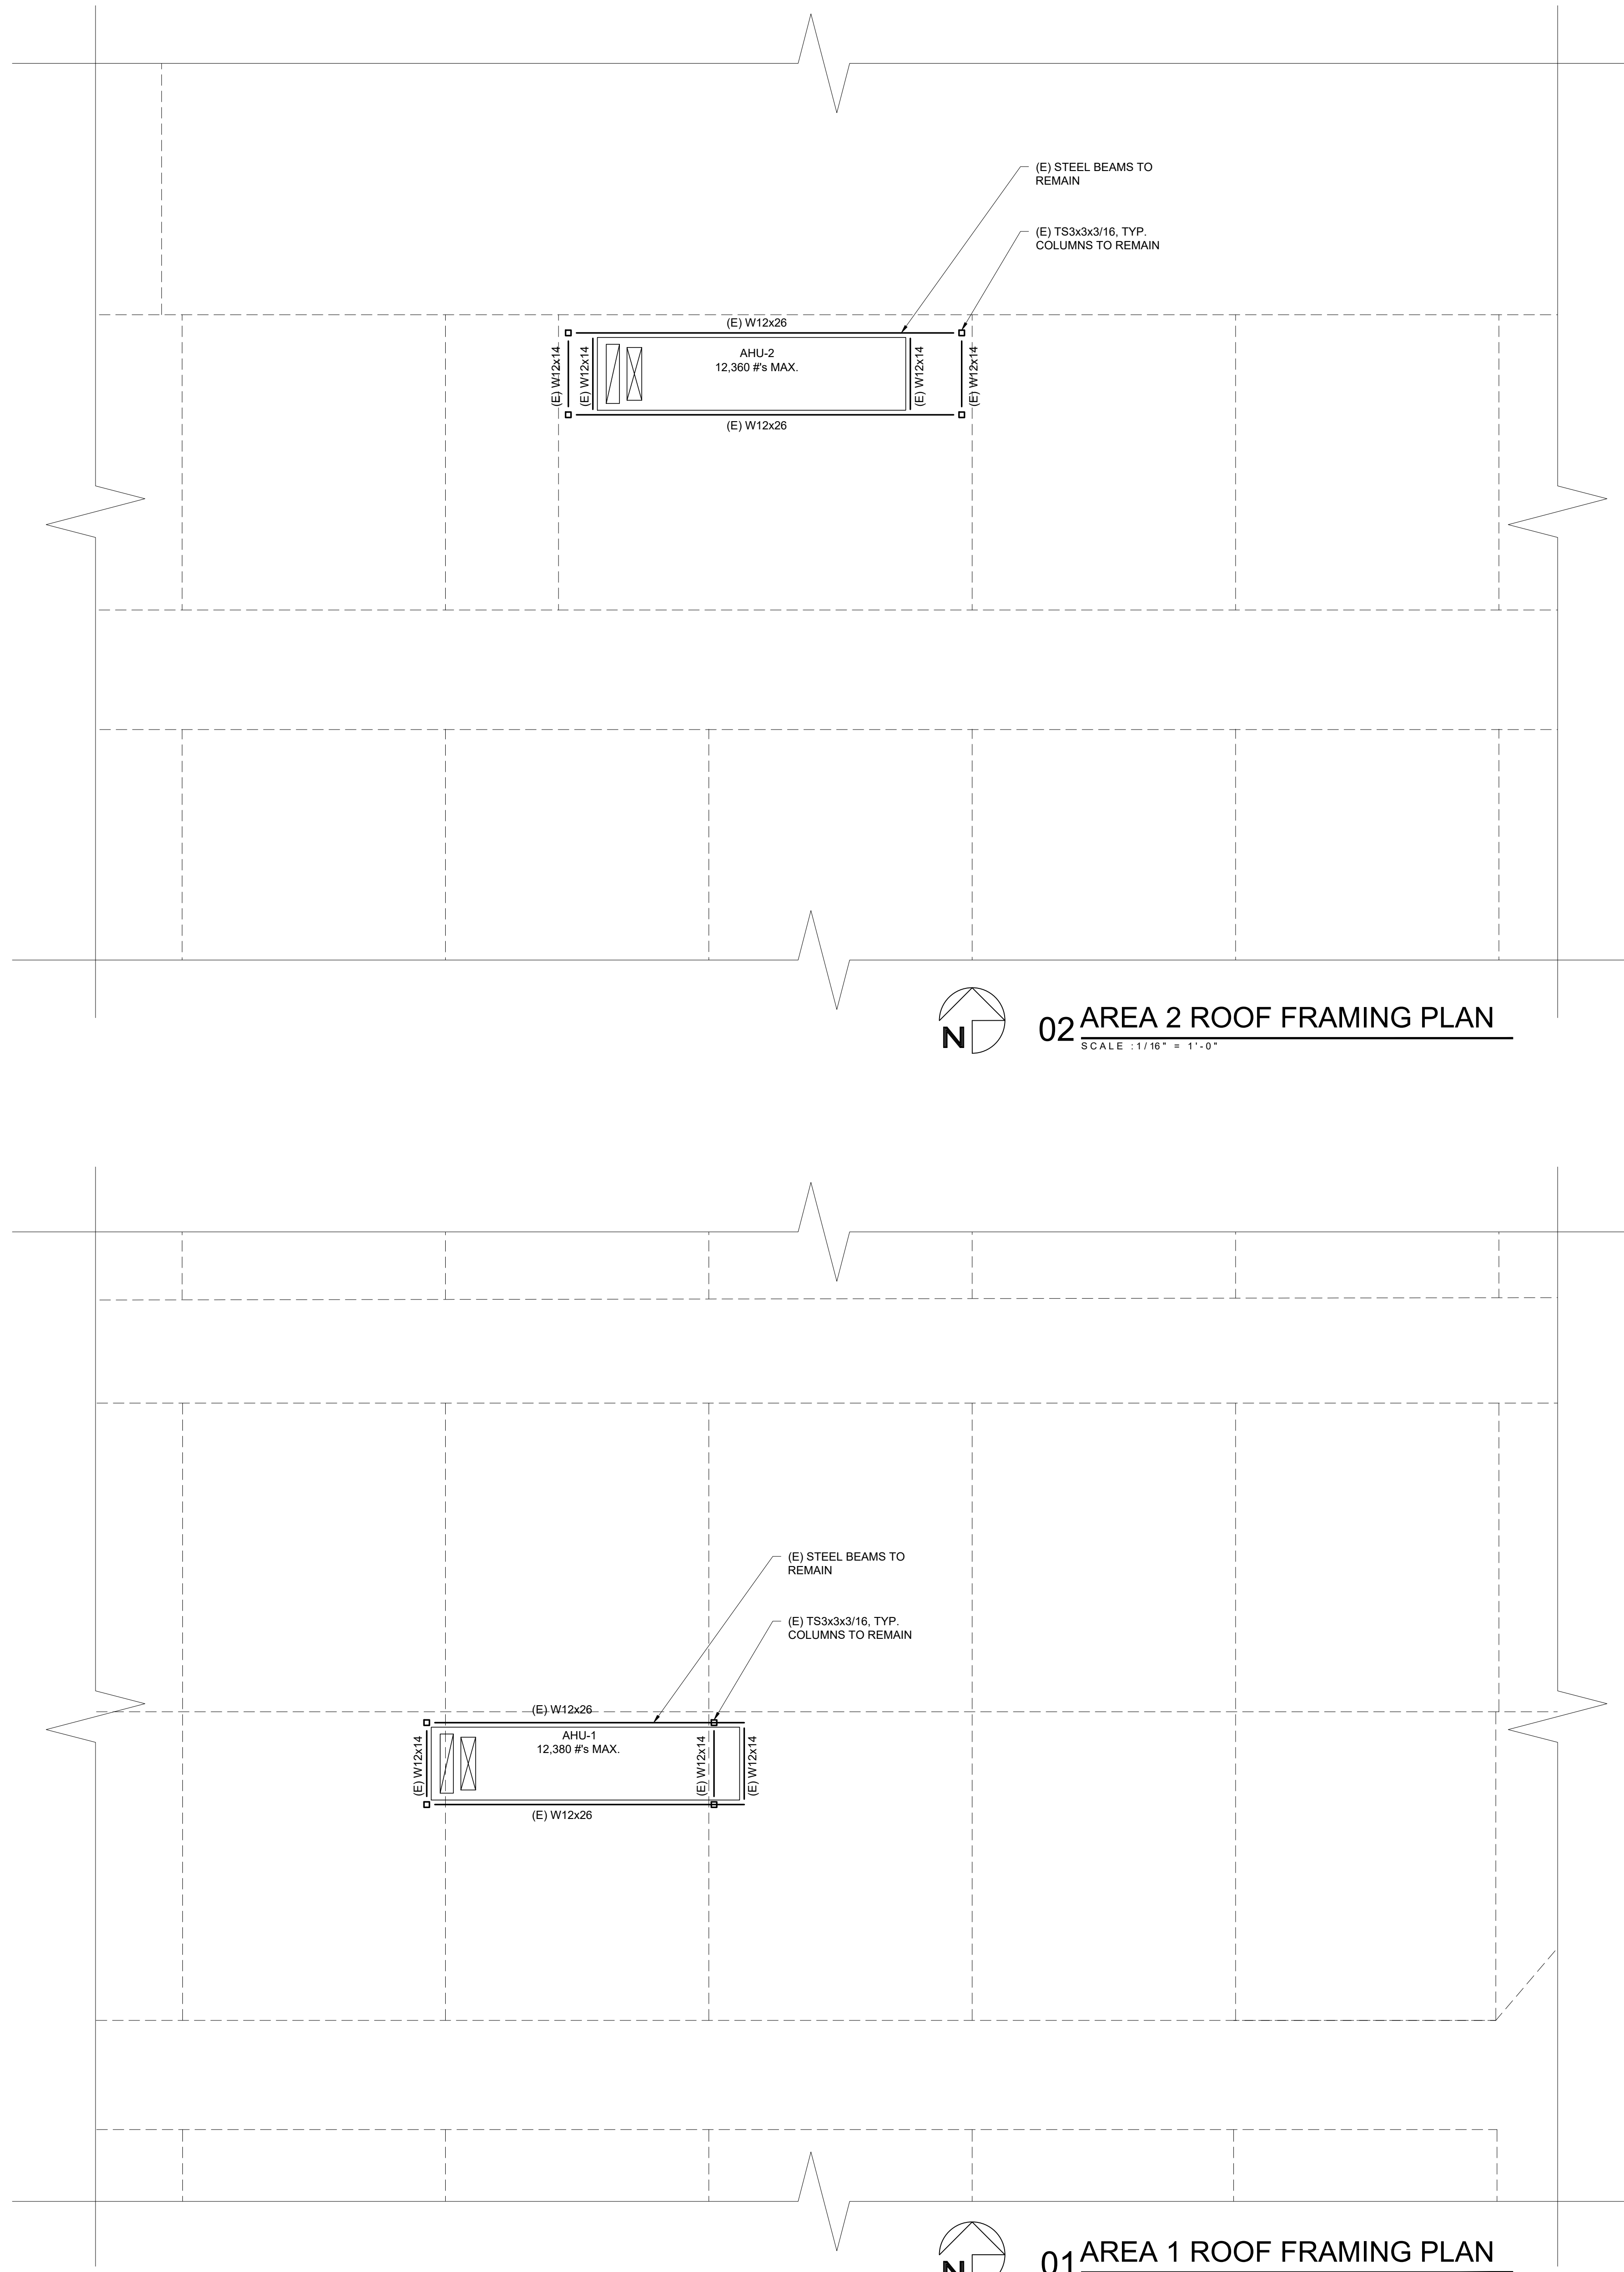 (E) STEEL BEAMS TO
REMAIN
(E) TS3x3x3/16, TYP.
COLUMNS TO REMAIN
(E) W12x26
(E) W12x14
(E) W12x14
AHU-2
12,360 #'s MAX.
(E) W12x14
(E) W12x14
(E) W12x26
N
02 AREA 2 ROOF FRAMING PLAN
SCALE : 1/16" = 1'-0"
(E) STEEL BEAMS TO
REMAIN
(E) TS3x3x3/16, TYP.
COLUMNS TO REMAIN
(E) W12x26
(E) W12x14
AHU-1
12,380 #'s MAX.
(E) W12x14
(E) W12x14
(E) W12x26
N
01 AREA 1 ROOF FRAMING PLAN